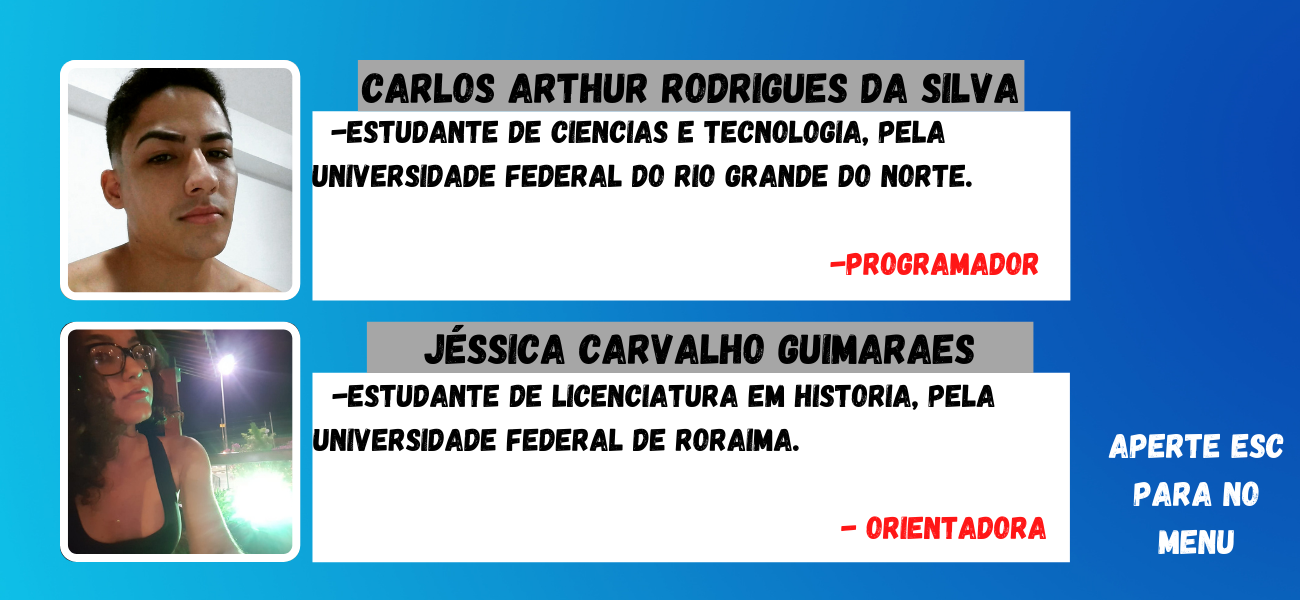 CARLOS ARTHUR RODRIGUES DA SILVA
-ESTUDANTE DE CIENCIAS E TECNOLOGIA, PELA
UNIVERSIDADE FEDERAL DO RIO GRANDE DO NORTE.
-PROGRAMADOR
JÉSSICA CARVALHO GUIMARAES
-ESTUDANTE DE LICENCIATURA EM HISTORIA, PELA
UNIVERSIDADE FEDERAL DE RORAIMA.
- ORIENTADORA
APERTE ESC
PARA NO
MENU